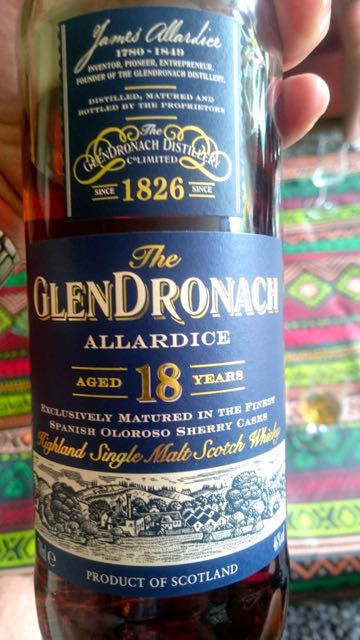 James Allardice
1780 - 1849
INVENTOR, PIONEER, ENTREPRENEUR.
FOUNDER OF THE GLENDRONACH DISTILLERY.
DISTILLED, MATURED AND
BOTTLED BY THE PROPRIETORS
The
GLENDRONACH DISTILLERY
Co LIMITED
SINCE 1826 SINCE
The
GLENDRONACH
ALLARDICE
AGED 18 YEARS
EXCLUSIVELY MATURED IN THE FINEST
SPANISH OLOROSO SHERRY CASKS
Highland Single Malt Scotch Whisky
PRODUCT OF SCOTLAND